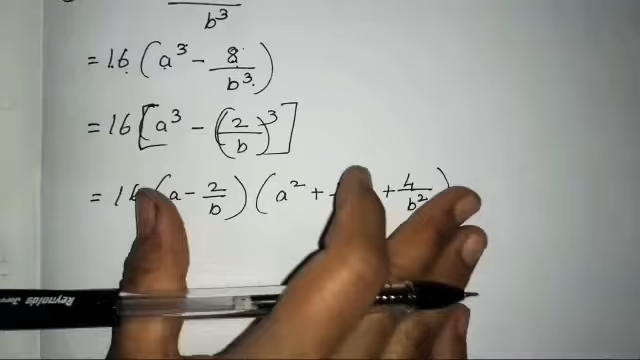 b³
= 16 (a³ - 8/b³)
= 16 [a³ - (2/b)³]
= 16 (a - 2/b) (a² + + 4/b²)
Reynolds